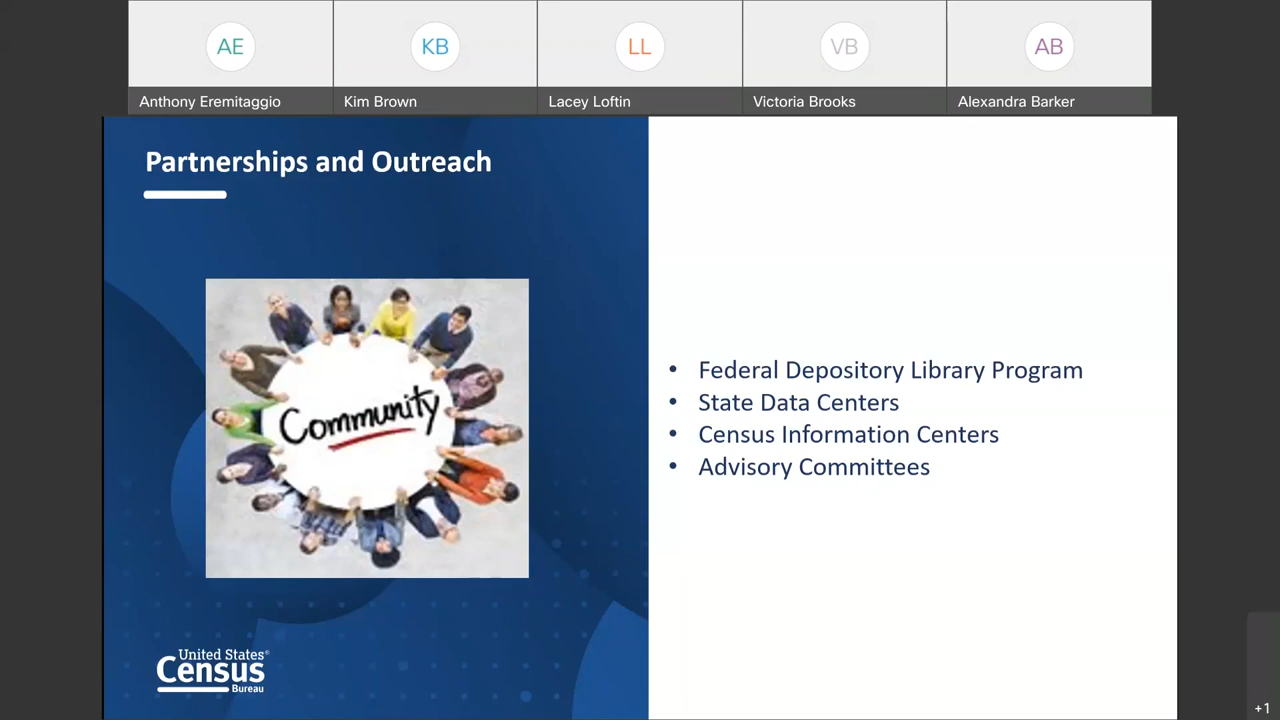 AE
KB
LL
VB
AB
Anthony Eremitaggio
Kim Brown
Lacey Loftin
Victoria Brooks
Alexandra Barker
Partnerships and Outreach
Community
• Federal Depository Library Program
• State Data Centers
• Census Information Centers
• Advisory Committees
United States®
Census
Bureau
+1